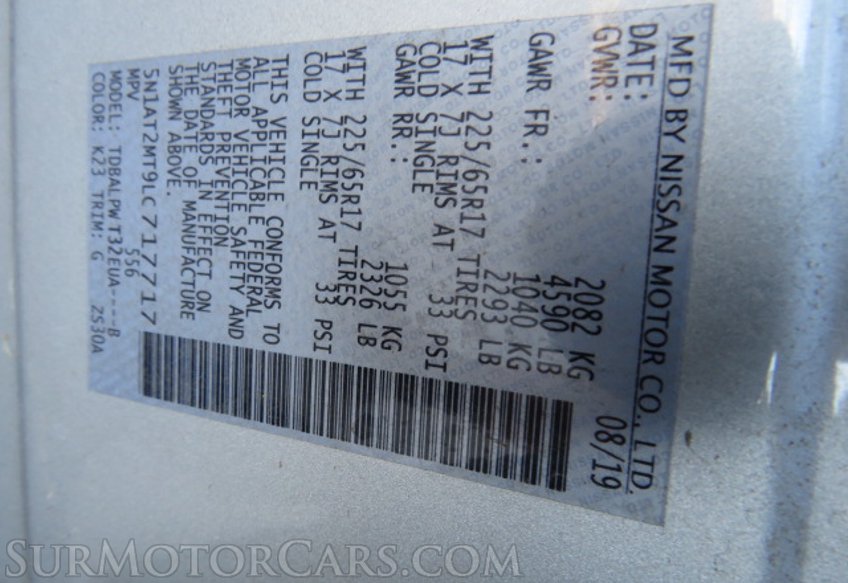 MFD BY NISSAN MOTOR CO., LTD.
DATE: 08/19
GVWR: 2082 KG
4590 LB
GAWR FR.: 1040 KG
2293 LB
WITH 225/65R17 TIRES
17 X 7J RIMS AT 33 PSI
COLD SINGLE
GAWR RR.: 1055 KG
2326 LB
WITH 225/65R17 TIRES
17 X 7J RIMS AT 33 PSI
COLD SINGLE
THIS VEHICLE CONFORMS TO
ALL APPLICABLE FEDERAL
MOTOR VEHICLE SAFETY AND
THEFT PREVENTION
STANDARDS IN EFFECT ON
THE DATE OF MANUFACTURE
SHOWN ABOVE.
5N1AT2MT9LC717717
MPV 556
MODEL: TDBALPW T32EUA----B
COLOR: K23 TRIM: G ZS30A
SURMOTORCARS.COM